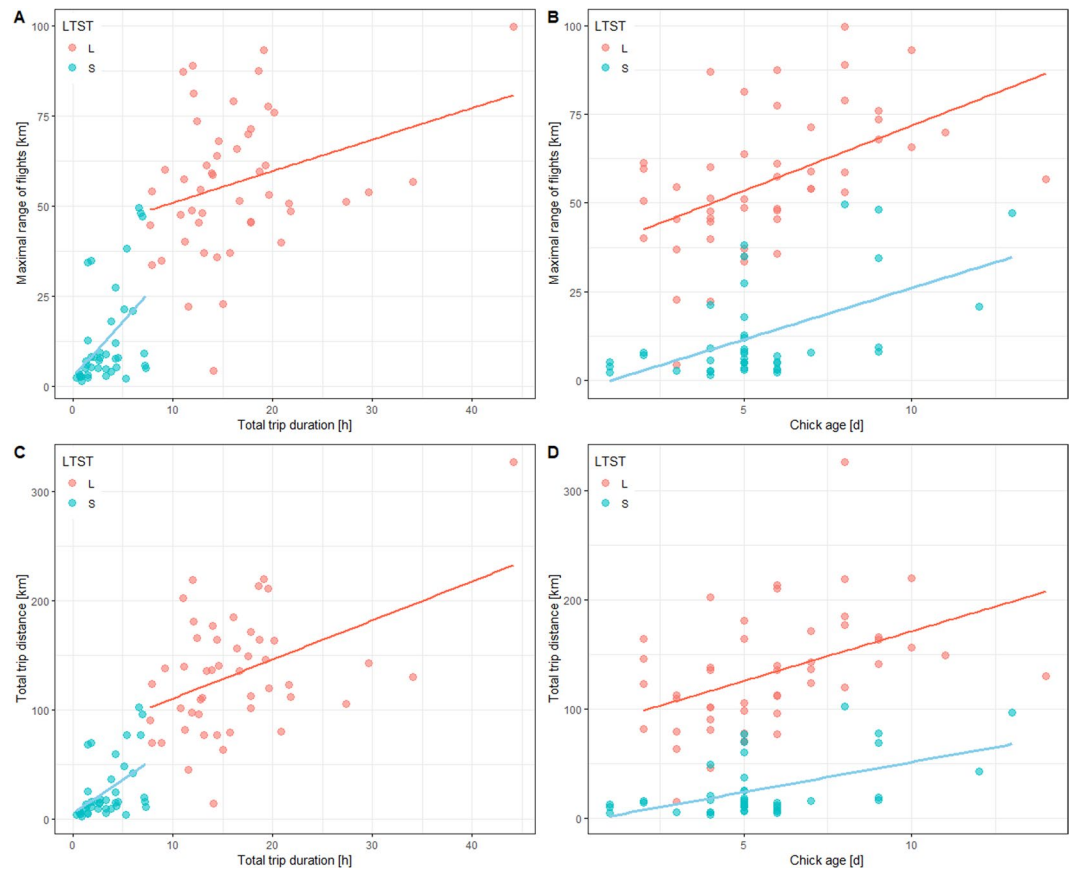 A
LTST
L
S
Maximal range of flights [km]
100
75
50
25
0
0 10 20 30 40
Total trip duration [h]
B
LTST
L
S
Maximal range of flights [km]
100
75
50
25
0
5 10
Chick age [d]
C
LTST
L
S
Total trip distance [km]
300
200
100
0
0 10 20 30 40
Total trip duration [h]
D
LTST
L
S
Total trip distance [km]
300
200
100
0
5 10
Chick age [d]